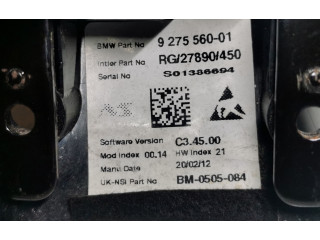 BMW Part No 9 275 560-01
Intier Part No RG/27890/450
Serial No S01386694
Software Version C3.45.00
Mod Index 00.14 HW Index 21
Manu Date 20/02/12
UK-NSI Part No BM-0505-084